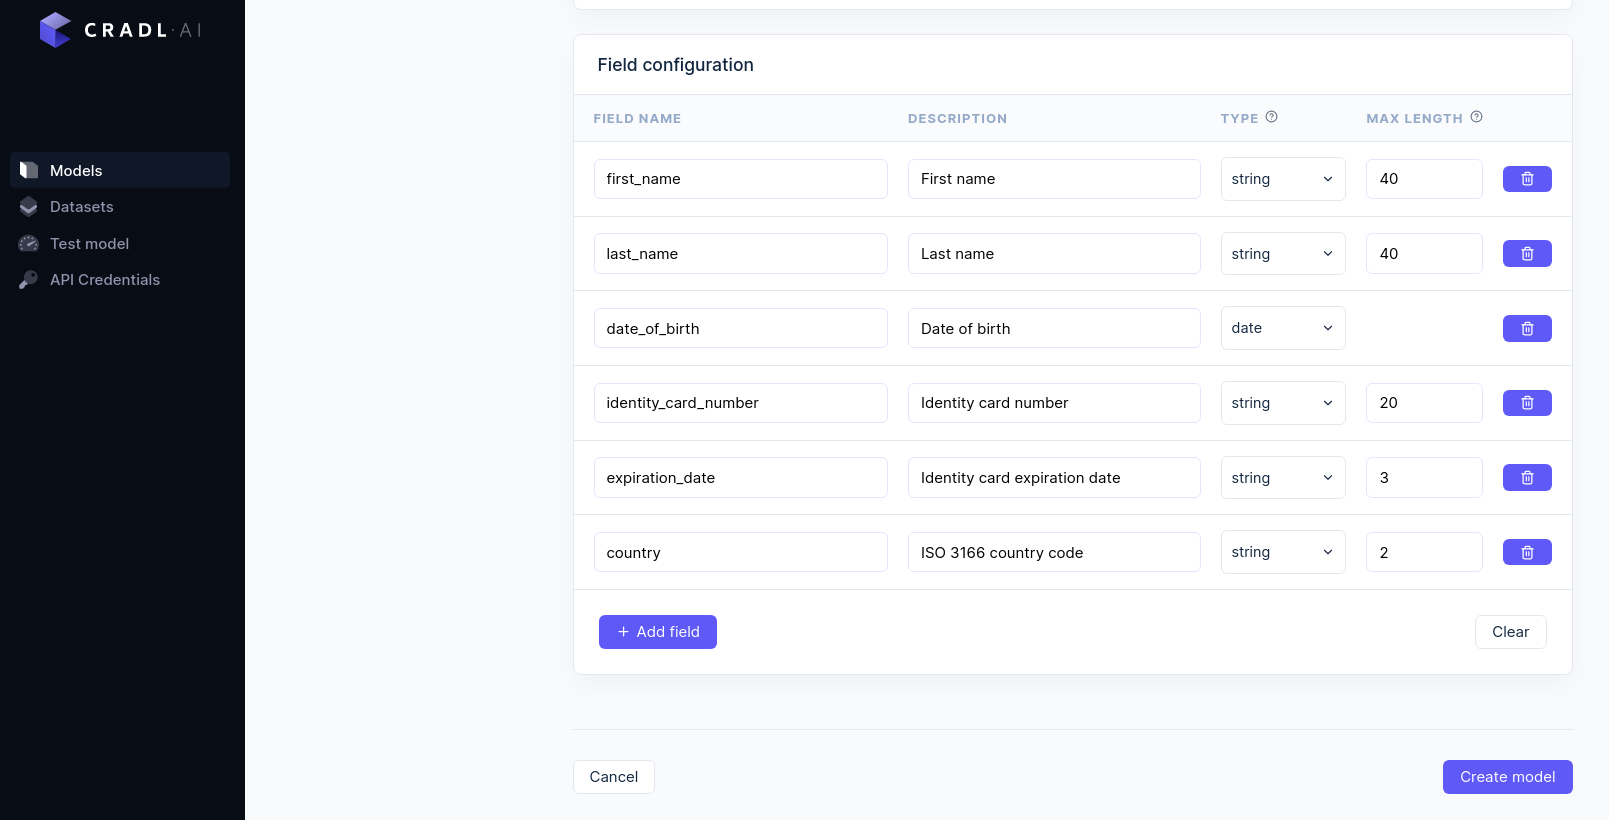 CRADL·AI
Models
Datasets
Test model
API Credentials
Field configuration
FIELD NAME DESCRIPTION TYPE MAX LENGTH
first_name First name string 40
last_name Last name string 40
date_of_birth Date of birth date
identity_card_number Identity card number string 20
expiration_date Identity card expiration date string 3
country ISO 3166 country code string 2
+ Add field Clear
Cancel Create model